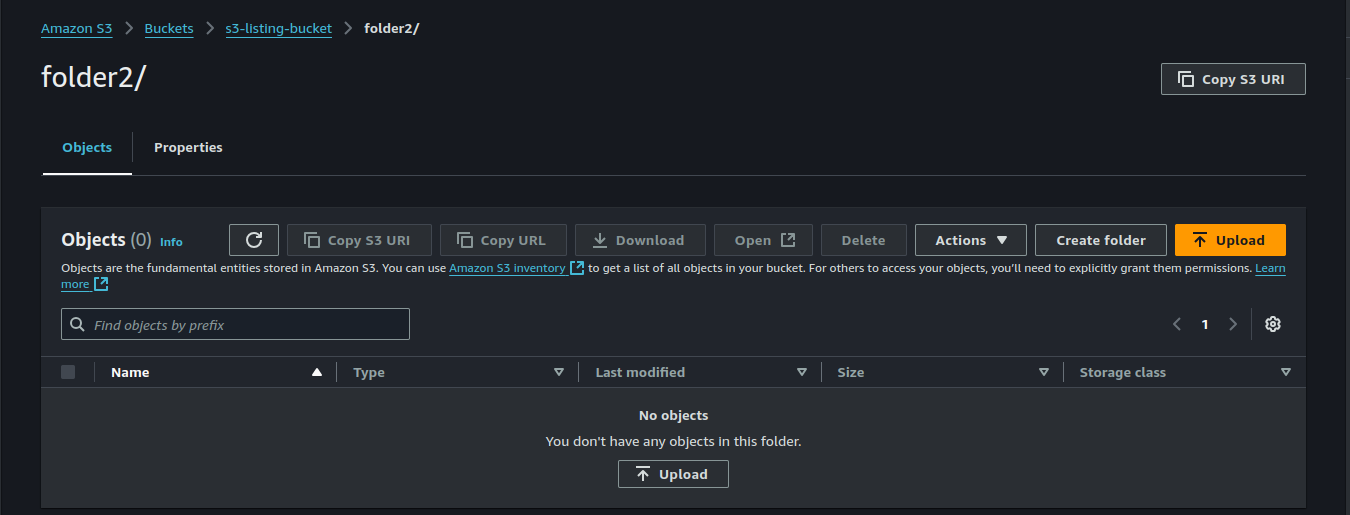 Amazon S3 > Buckets > s3-listing-bucket > folder2/
folder2/
Copy S3 URI
Objects Properties
Objects (0) Info Copy S3 URI Copy URL Download Open Delete Actions Create folder Upload
Objects are the fundamental entities stored in Amazon S3. You can use Amazon S3 inventory to get a list of all objects in your bucket. For others to access your objects, you'll need to explicitly grant them permissions. Learn
more
Find objects by prefix
1
Name Type Last modified Size Storage class
No objects
You don't have any objects in this folder.
Upload